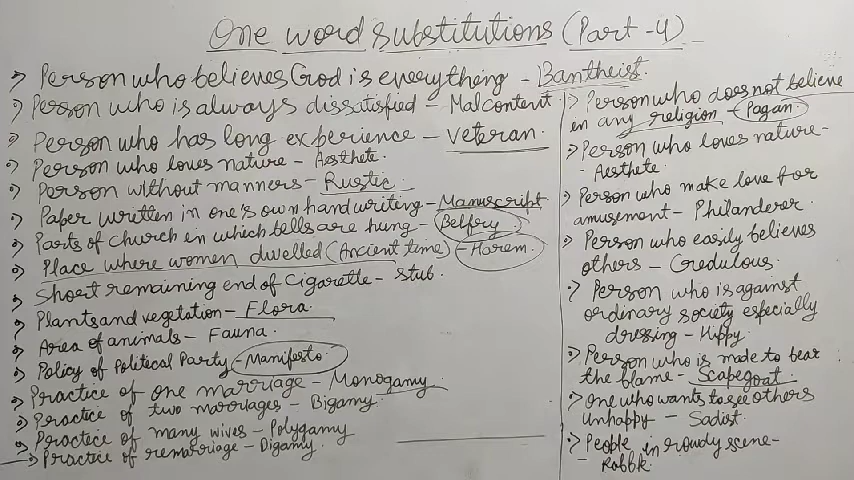 One word substitutions (Part-4)
Person who believes God is everything - Bantheist.
Person who is always dissatisfied - Malcontent
Person who has long experience - Veteran.
Person who loves nature - Aesthete.
Person without manners - Rustic.
Paper written in one's own handwriting - Manuscript
Parts of church in which tells are hung - Belfry
Place where women dwelled (Ancient time) - Harem.
Short remaining end of Cigarette - Stub.
Plants and vegetation - Flora.
Area of animals - Fauna.
Policy of Political Party - Manifesto.
Practice of one marriage - Monogamy.
Practice of two marriages - Bigamy.
Practice of many wives - Polygamy
Practice of remarriage - Digamy.
Person who does not believe
in any religion - Pagan
Person who loves nature -
- Aesthete
Person who make love for
amusement - Philanderer.
Person who easily believes
others - Credulous.
Person who is against
ordinary society especially
dressing - Hippy.
Person who is made to bear
the blame - Scapegoat.
One who wants to see others
unhappy - Sadist.
People in rowdy scene -
- Rabble.